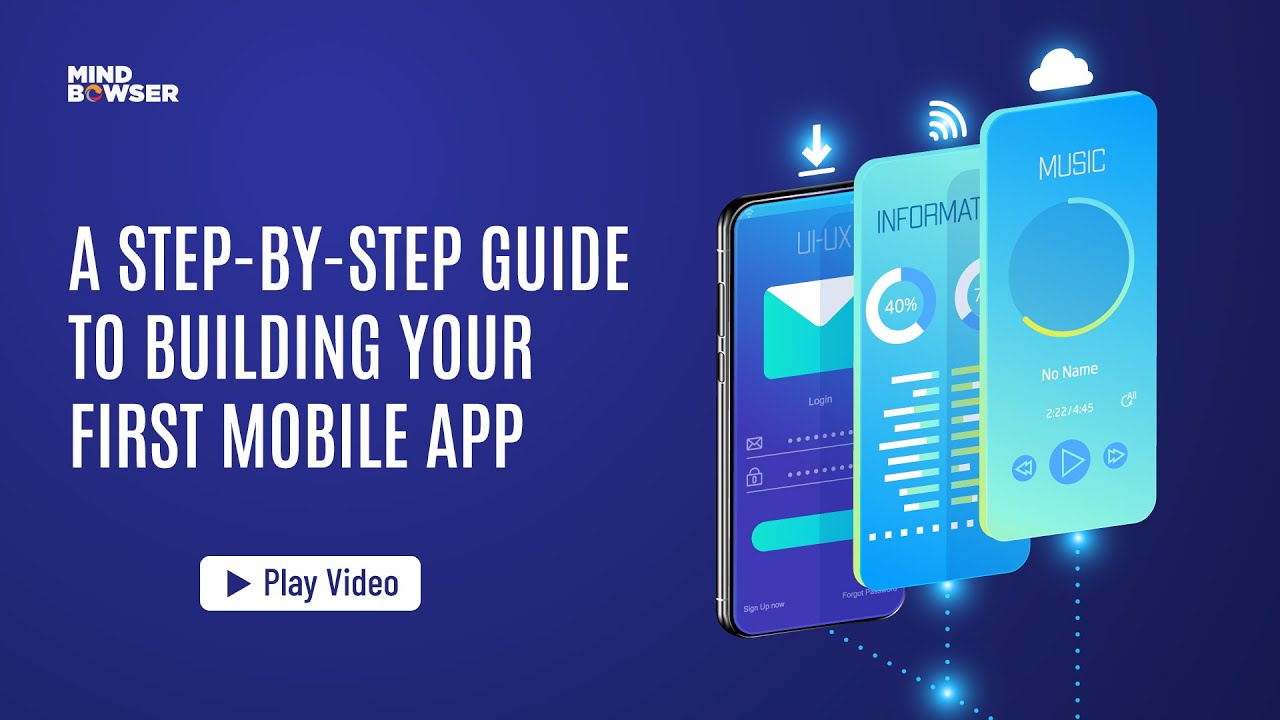 MIND
BOWSER
A STEP-BY-STEP GUIDE
TO BUILDING YOUR
FIRST MOBILE APP
Play Video
UI-UX
Login
Sign Up now
Forgot Password
40%
MUSIC
No Name
2:22 / 4:45
All